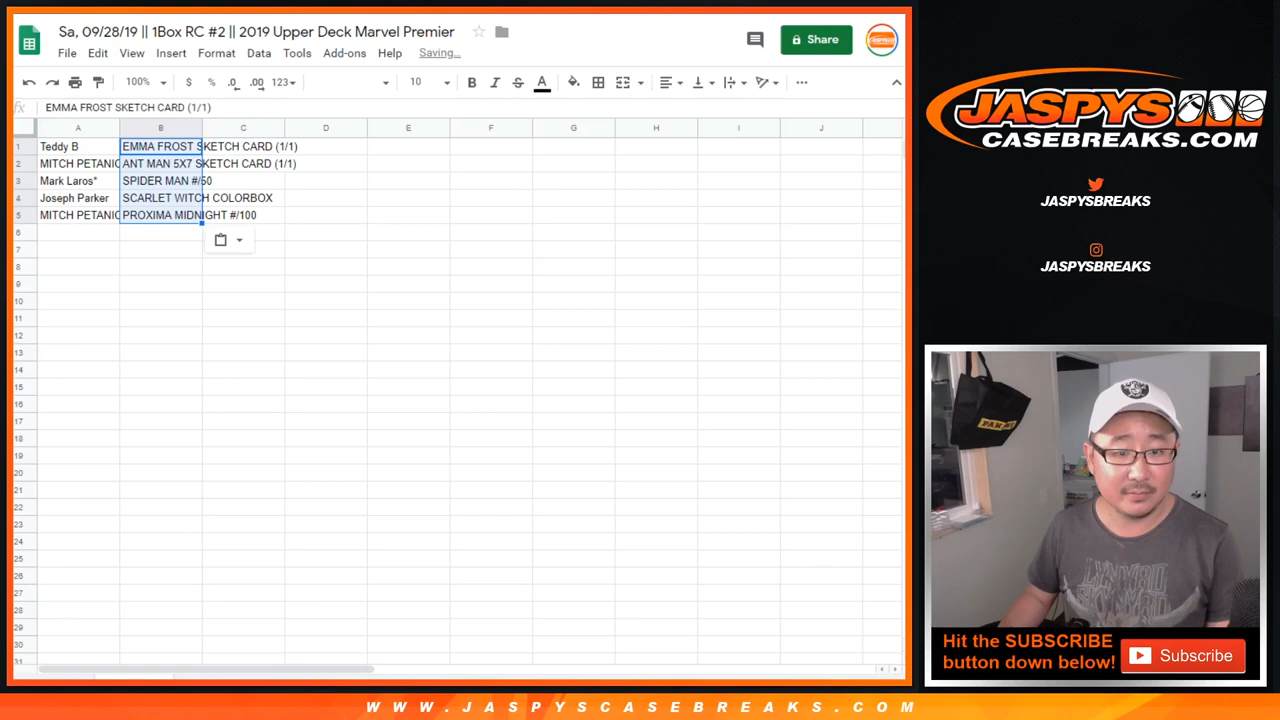 Sa, 09/28/19 || 1Box RC #2 || 2019 Upper Deck Marvel Premier
File Edit View Insert Format Data Tools Add-ons Help Saving...
Share
100% $ % .0 .00 123 10 B I S A
fx EMMA FROST SKETCH CARD (1/1)
A B C D E F G H I J
1 Teddy B EMMA FROST SKETCH CARD (1/1)
2 MITCH PETANIC ANT MAN 5X7 SKETCH CARD (1/1)
3 Mark Laros* SPIDER MAN #/50
4 Joseph Parker SCARLET WITCH COLORBOX
5 MITCH PETANIC PROXIMA MIDNIGHT #/100
6
7
8
9
10
11
12
13
14
15
16
17
18
19
20
21
22
23
24
25
26
27
28
29
30
31
JASPYS
CASEBREAKS.COM
JASPYSBREAKS
JASPYSBREAKS
PANINI
LYNYRD
SKYNYRD
Hit the SUBSCRIBE
button down below!
Subscribe
WWW.JASPYSCASEBREAKS.COM